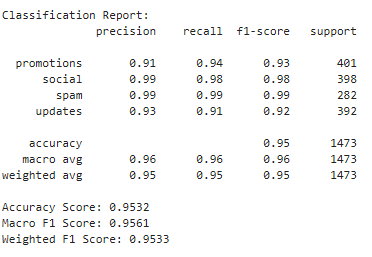 Classification Report:
precision recall f1-score support
promotions 0.91 0.94 0.93 401
social 0.99 0.98 0.98 398
spam 0.99 0.99 0.99 282
updates 0.93 0.91 0.92 392
accuracy 0.95 1473
macro avg 0.96 0.96 0.96 1473
weighted avg 0.95 0.95 0.95 1473
Accuracy Score: 0.9532
Macro F1 Score: 0.9561
Weighted F1 Score: 0.9533